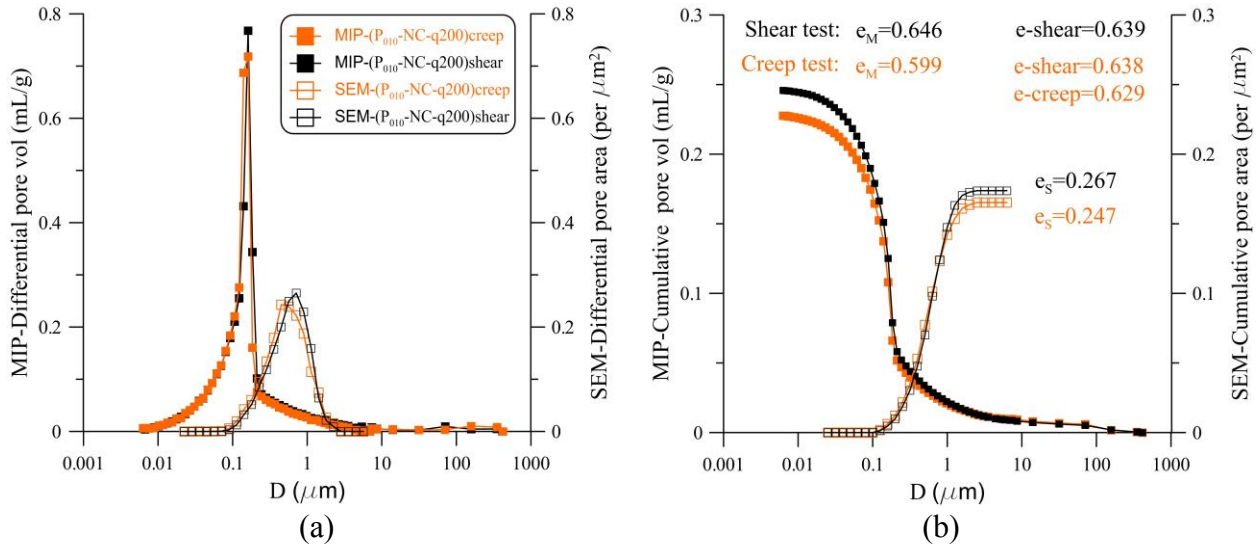 MIP-Differential pore vol (mL/g)
0.8
0.6
0.4
0.2
0
0.001
0.01
0.1
1
10
100
1000
D (μm)
0.8
0.6
0.4
0.2
0
SEM-Differential pore area (per μm²)
MIP-(P₀₁₀-NC-q200)creep
MIP-(P₀₁₀-NC-q200)shear
SEM-(P₀₁₀-NC-q200)creep
SEM-(P₀₁₀-NC-q200)shear
(a)
MIP-Cumulative pore vol (mL/g)
0.3
0.2
0.1
0
0.001
0.01
0.1
1
10
100
1000
D (μm)
0.3
0.2
0.1
0
SEM-Cumulative pore area (per μm²)
Shear test: e_M=0.646 e-shear=0.639
Creep test: e_M=0.599 e-shear=0.638
e-creep=0.629
e_S=0.267
e_S=0.247
(b)